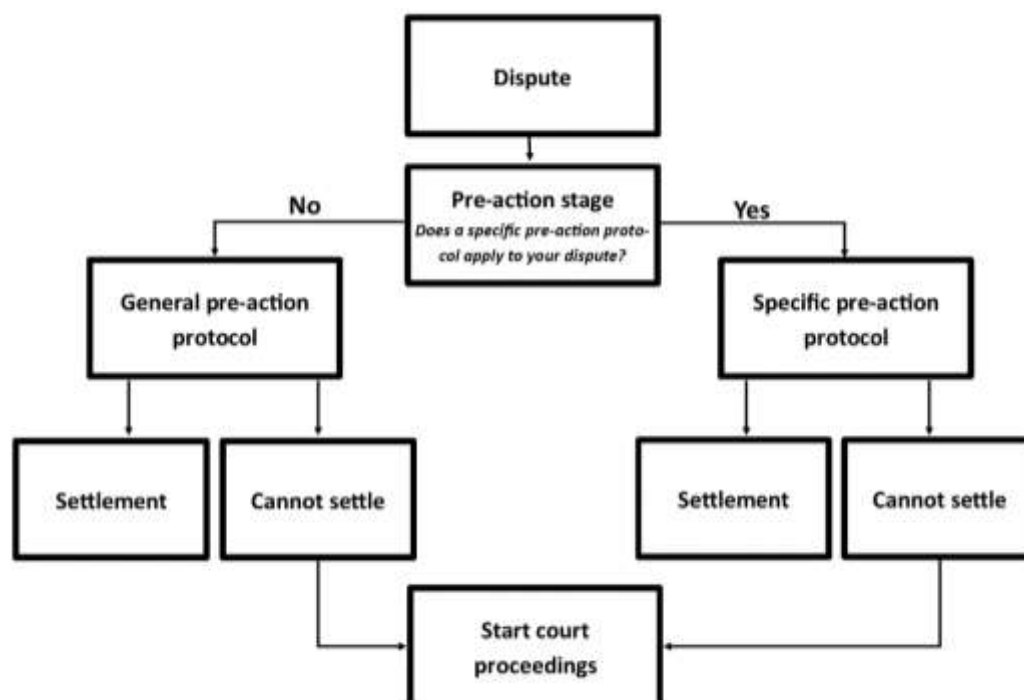 Dispute
Pre-action stage
Does a specific pre-action proto-
col apply to your dispute?
No
Yes
General pre-action
protocol
Specific pre-action
protocol
Settlement
Cannot settle
Settlement
Cannot settle
Start court
proceedings